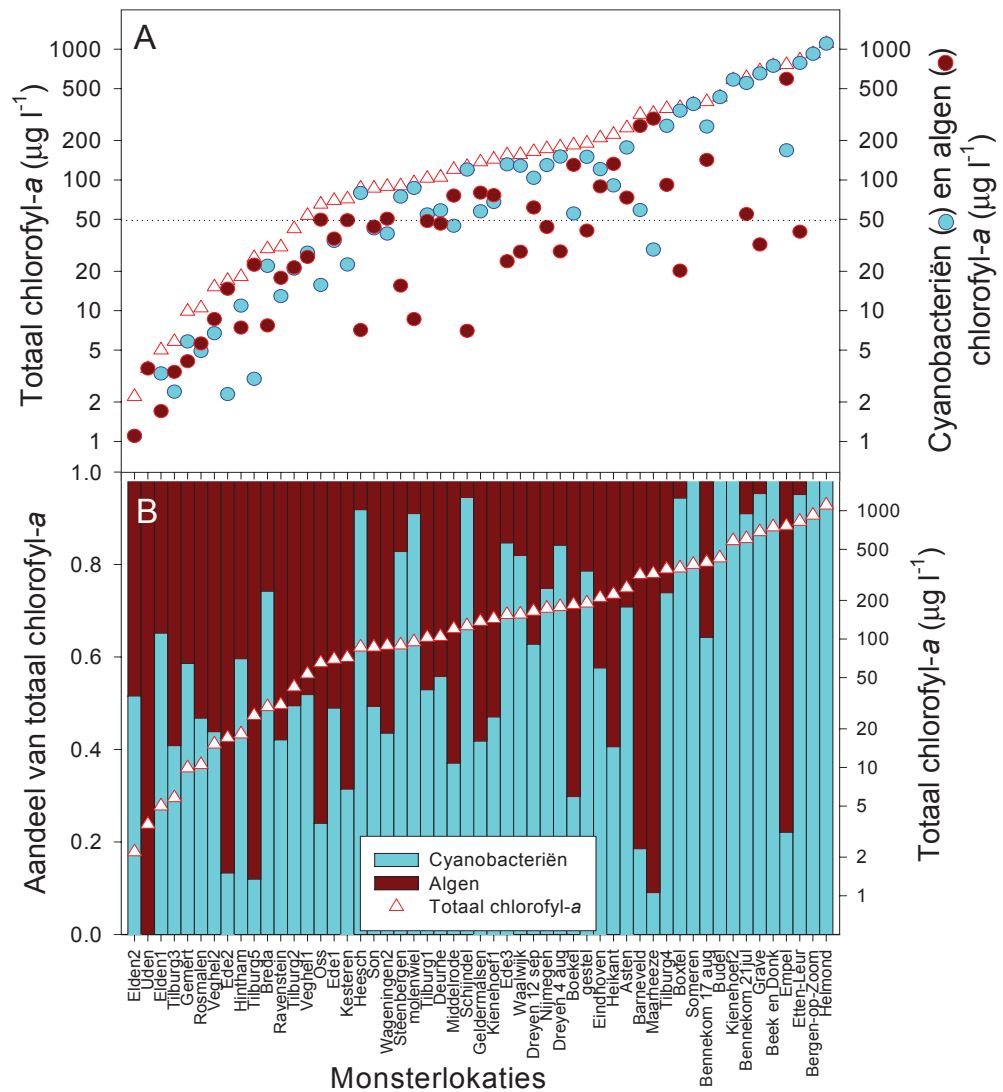 A
Totaal chlorofyl-a (µg l-1)
1000
500
200
100
50
20
10
5
2
1
1000
500
200
100
50
20
10
5
2
1
Cyanobacteriën ( ) en algen ( )
chlorofyl-a (µg l-1)
B
Aandeel van totaal chlorofyl-a
1.0
0.8
0.6
0.4
0.2
0.0
1000
500
200
100
50
20
10
5
2
1
Totaal chlorofyl-a (µg l-1)
Cyanobacteriën
Algen
Totaal chlorofyl-a
Elden2
Uden
Elden1
Tilburg3
Gemert
Rosmalen
Veghel2
Ede2
Hintham
Tilburg5
Breda
Ravenstein
Tilburg2
Veghel1
Oss
Ede1
Kesteren
Heesch
Son
Wageningen2
Steenbergen
molenwiel
Tilburg1
Deurne
Middelrode
Schijndel
Geldermalsen
Kienehoef1
Ede3
Waalwijk
Dreyen 12 sep
Nijmegen
Dreyen 4 aug
Boekel
gestel
Eindhoven
Heikant
Asten
Barneveld
Maarheeze
Tilburg4
Boxtel
Someren
Bennekom 17 aug
Budel
Kienehoef2
Bennekom 21jul
Grave
Beek en Donk
Empel
Etten-Leur
Bergen-op-Zoom
Helmond
Monsterlokaties